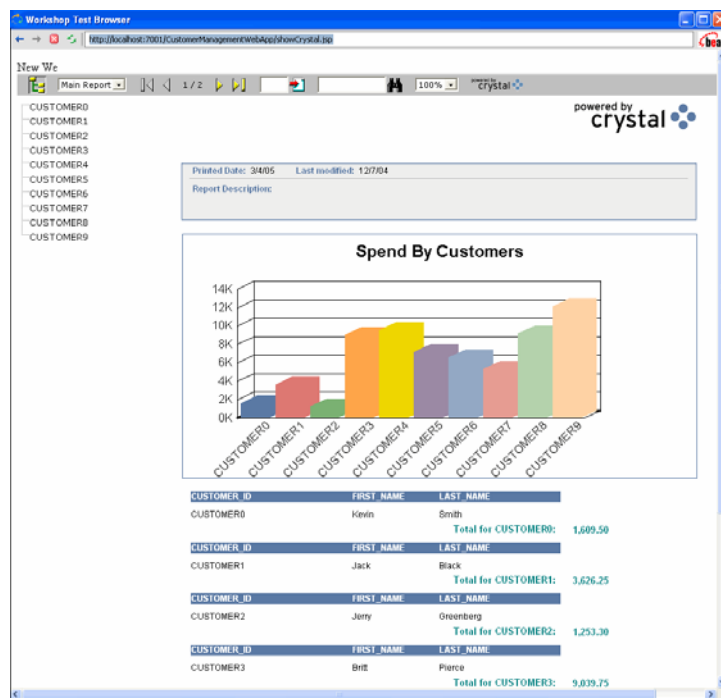 Workshop Test Browser
http://localhost:7001/CustomerManagementWebApp/showCrystal.jsp
bea
New We
Main Report 1 / 2 100% powered by crystal
CUSTOMER0
CUSTOMER1
CUSTOMER2
CUSTOMER3
CUSTOMER4
CUSTOMER5
CUSTOMER6
CUSTOMER7
CUSTOMER8
CUSTOMER9
powered by
crystal
Printed Date: 3/4/05 Last modified: 12/7/04
Report Description:
Spend By Customers
14K
12K
10K
8K
6K
4K
2K
0K
CUSTOMER0 CUSTOMER1 CUSTOMER2 CUSTOMER3 CUSTOMER4 CUSTOMER5 CUSTOMER6 CUSTOMER7 CUSTOMER8 CUSTOMER9
CUSTOMER_ID FIRST_NAME LAST_NAME
CUSTOMER0 Kevin Smith
Total for CUSTOMER0: 1,609.50
CUSTOMER_ID FIRST_NAME LAST_NAME
CUSTOMER1 Jack Black
Total for CUSTOMER1: 3,626.25
CUSTOMER_ID FIRST_NAME LAST_NAME
CUSTOMER2 Jerry Greenberg
Total for CUSTOMER2: 1,253.30
CUSTOMER_ID FIRST_NAME LAST_NAME
CUSTOMER3 Britt Pierce
Total for CUSTOMER3: 9,039.75